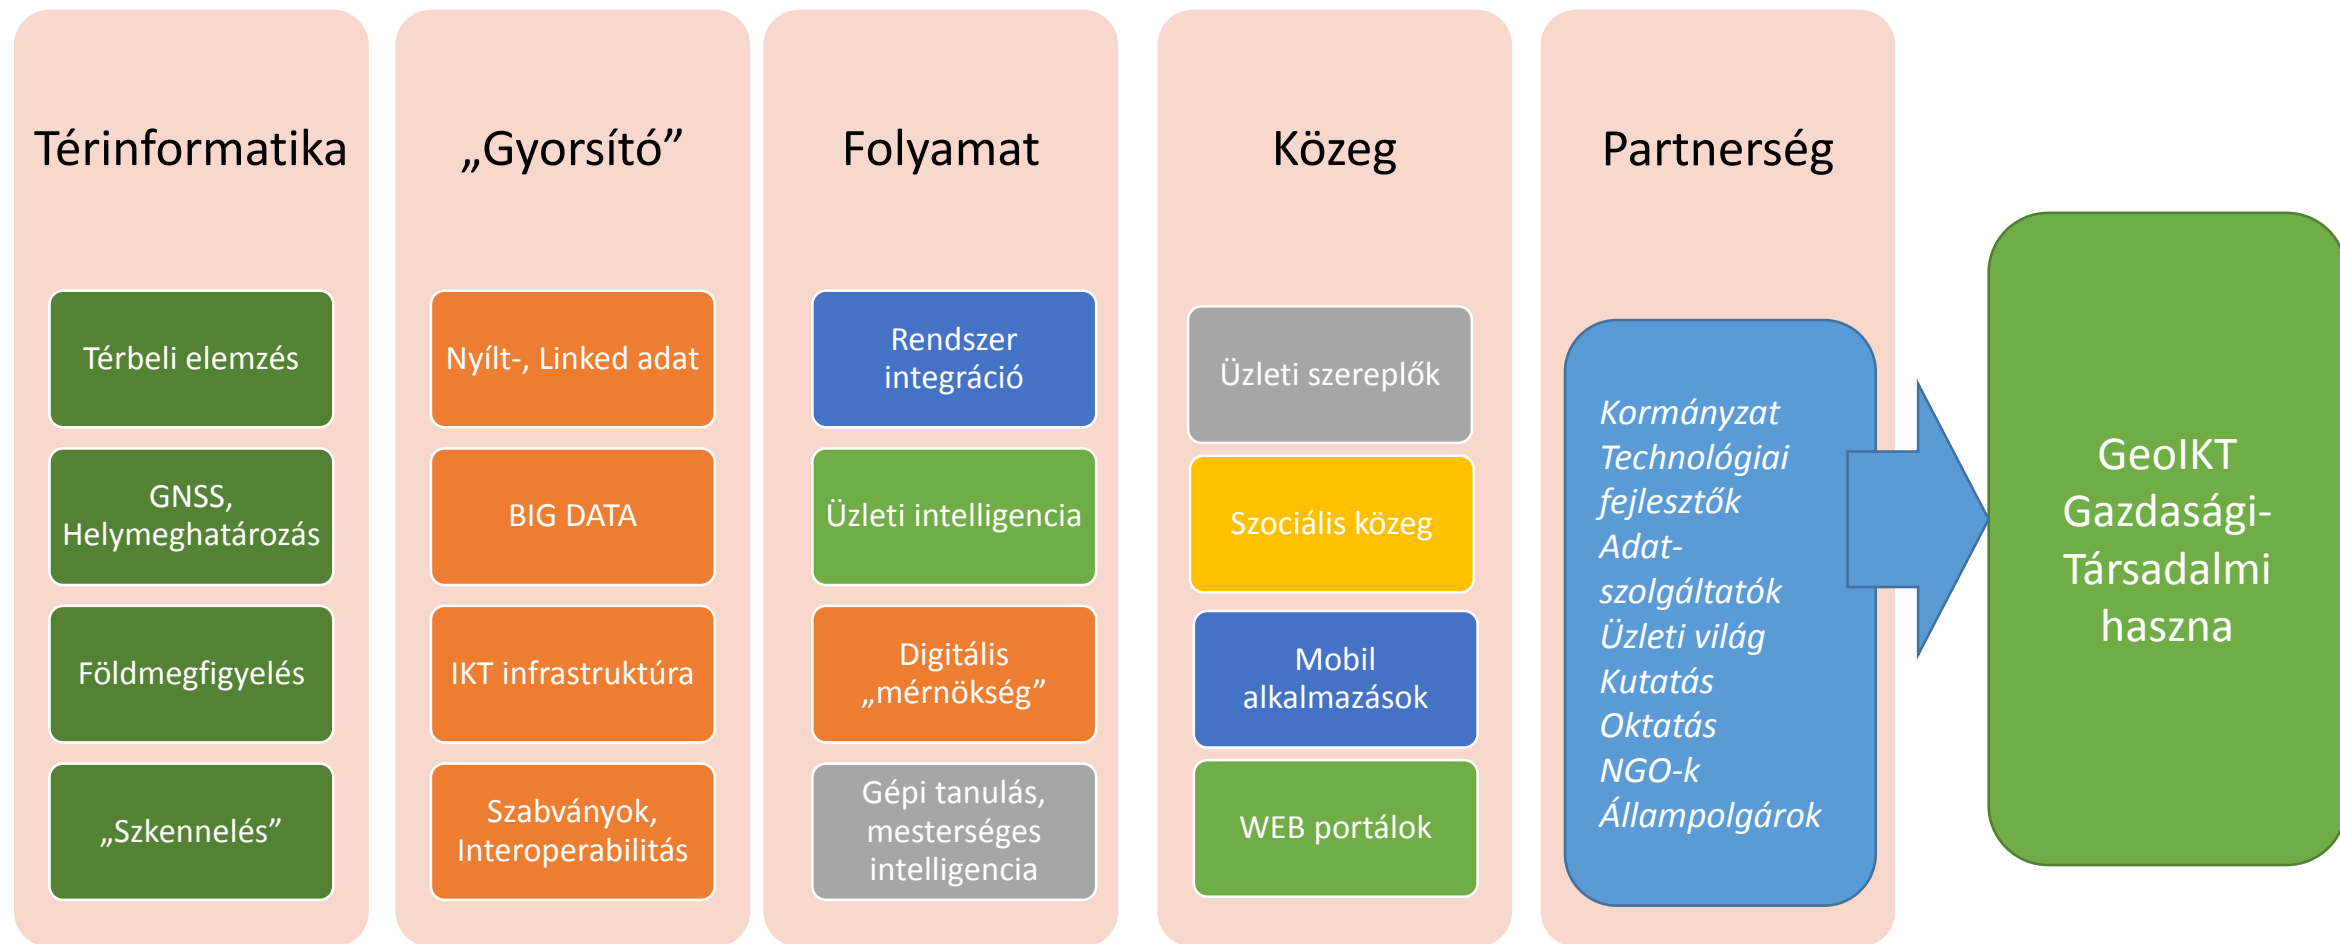 Térinformatika
Térbeli elemzés
GNSS,
Helymeghatározás
Földmegfigyelés
„Szkennelés”
„Gyorsító”
Nyílt-, Linked adat
BIG DATA
IKT infrastruktúra
Szabványok,
Interoperabilitás
Folyamat
Rendszer
integráció
Üzleti intelligencia
Digitális
„mérnökség”
Gépi tanulás,
mesterséges
intelligencia
Közeg
Üzleti szereplők
Szociális közeg
Mobil
alkalmazások
WEB portálok
Partnerség
Kormányzat
Technológiai
fejlesztők
Adat-
szolgáltatók
Üzleti világ
Kutatás
Oktatás
NGO-k
Állampolgárok
GeoIKT
Gazdasági-
Társadalmi
haszna